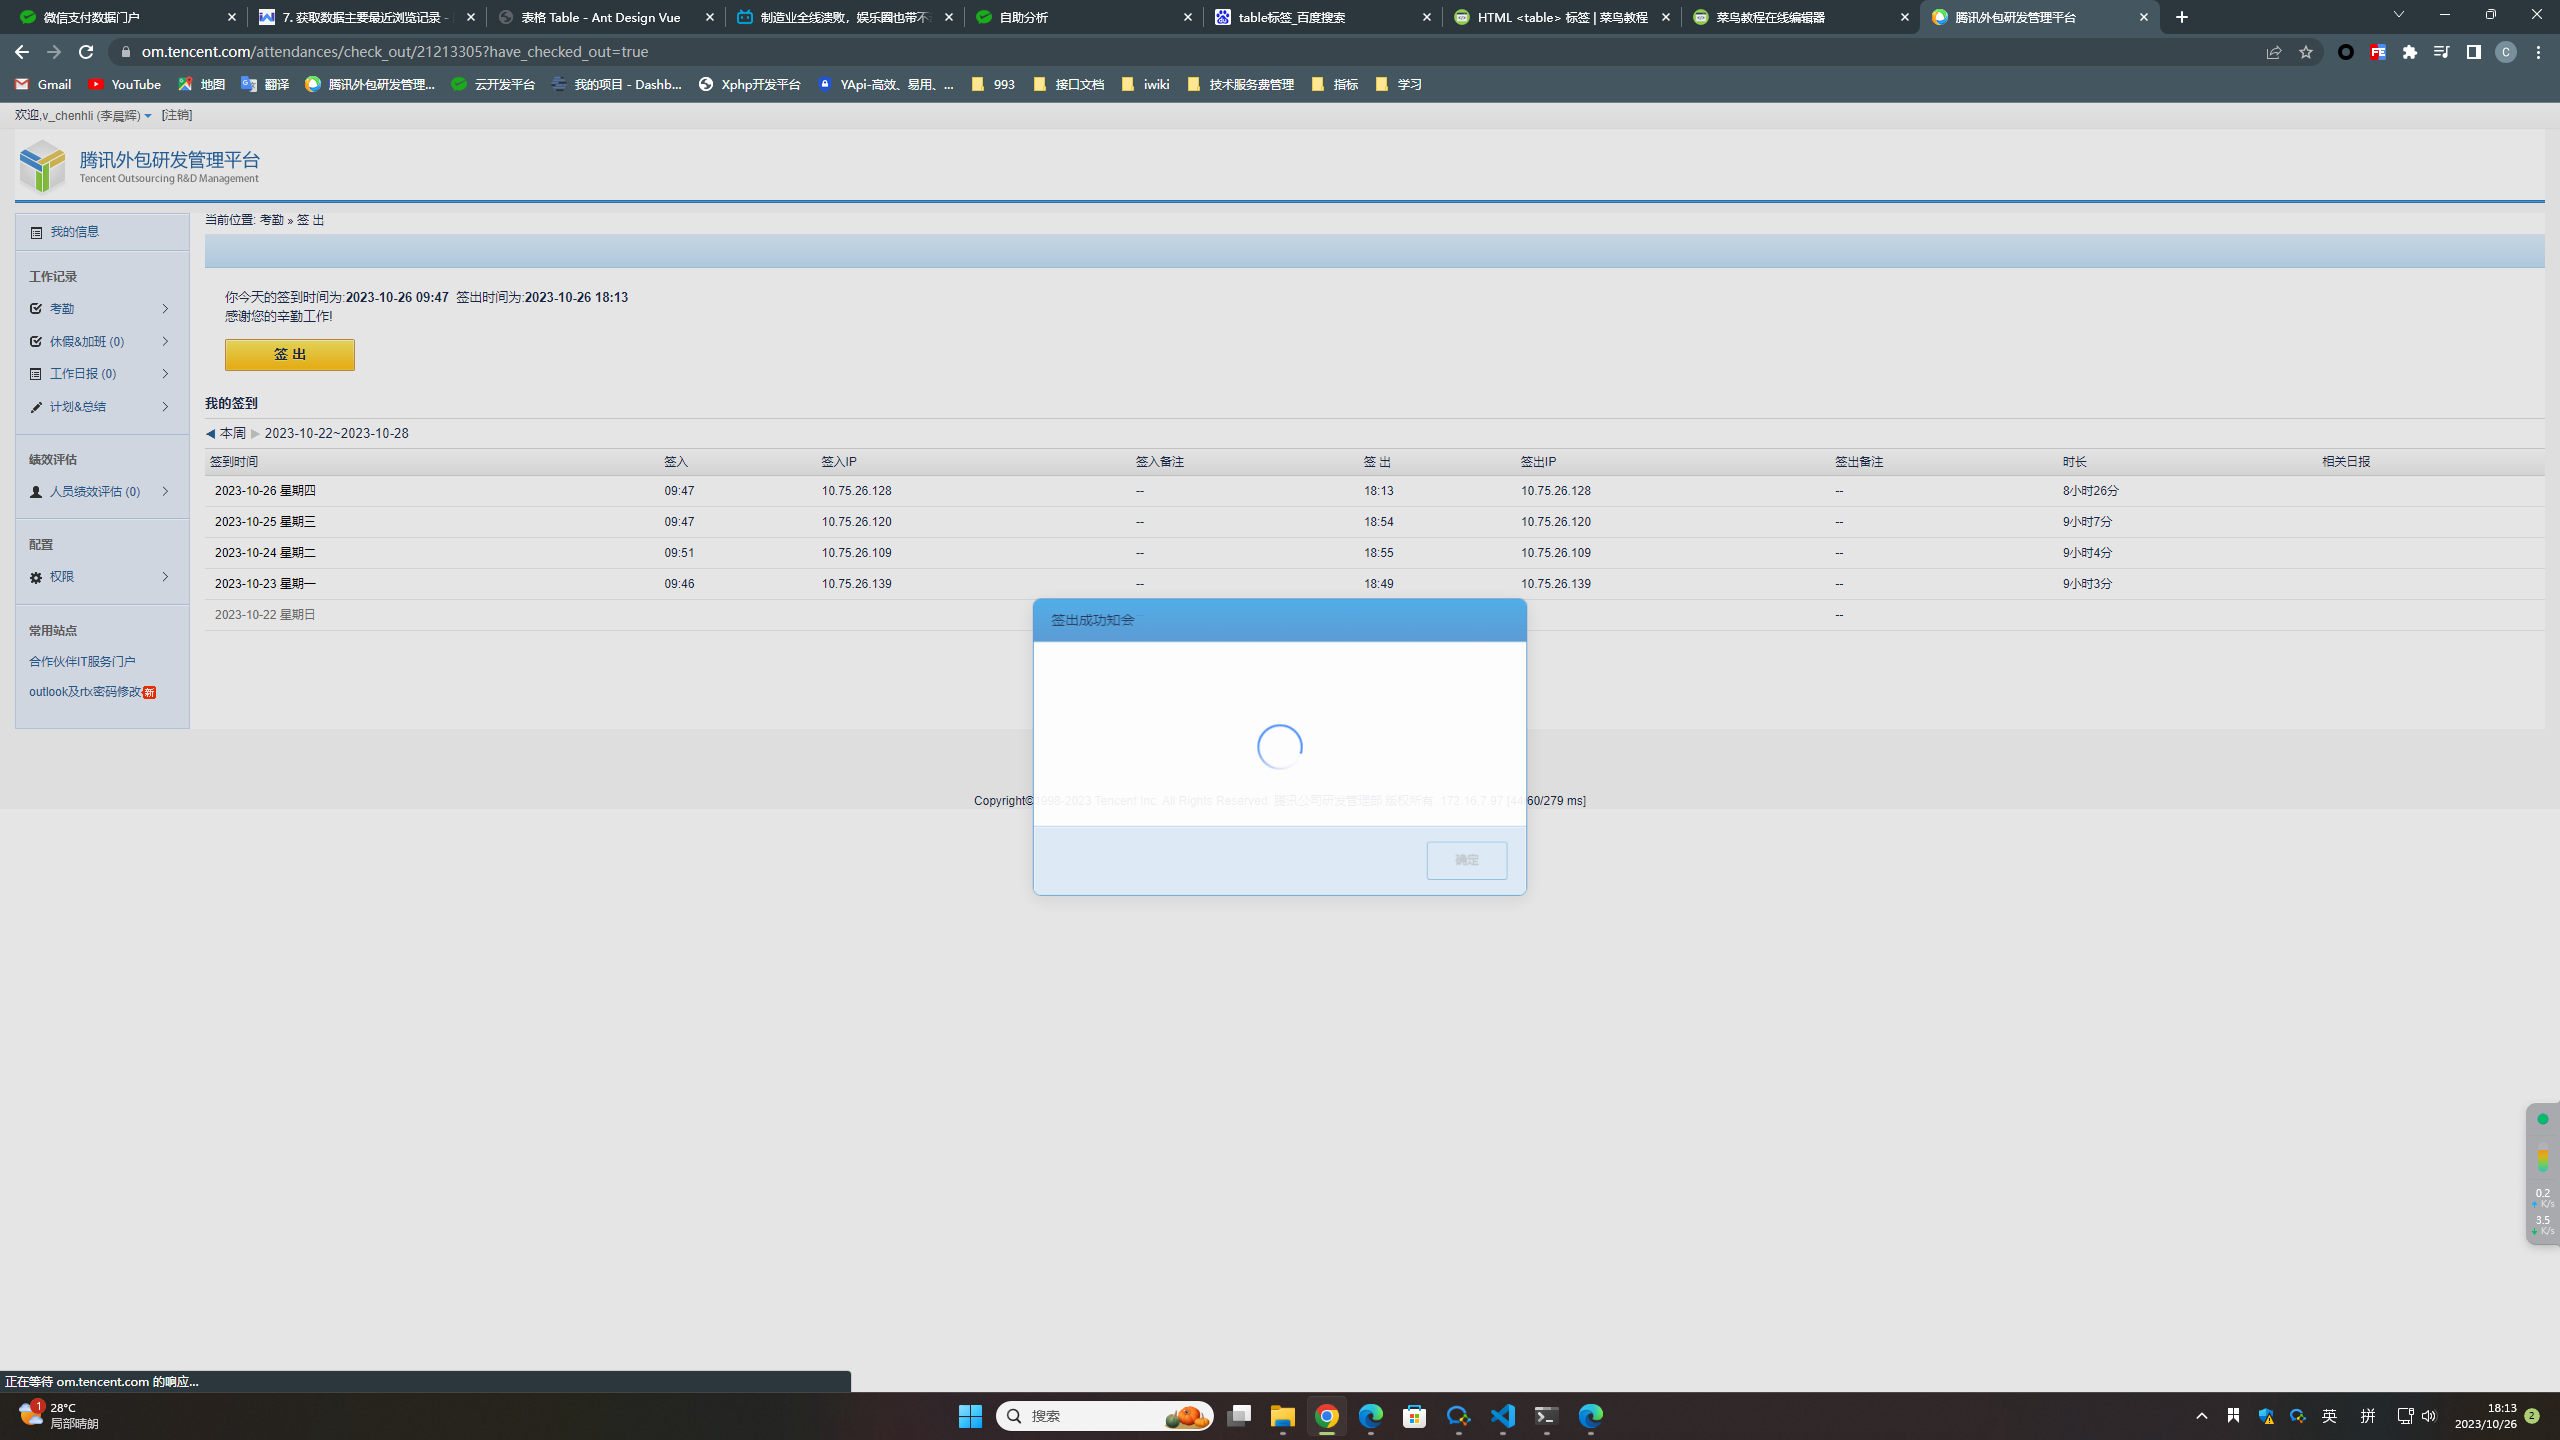 微信支付数据门户
7. 获取数据主要最近浏览记录 -
表格 Table - Ant Design Vue
制造业全线溃败，娱乐圈也带不
自助分析
table标签_百度搜索
HTML <table> 标签 | 菜鸟教程
菜鸟教程在线编辑器
腾讯外包研发管理平台
om.tencent.com/attendances/check_out/21213305?have_checked_out=true
C
Gmail
YouTube
地图
翻译
腾讯外包研发管理...
云开发平台
我的项目 - Dashb...
Xphp开发平台
YApi-高效、易用、...
993
接口文档
iwiki
技术服务费管理
指标
学习
欢迎,v_chenhli (李晨辉) [注销]
腾讯外包研发管理平台
Tencent Outsourcing R&D Management
我的信息
工作记录
考勤
休假&加班 (0)
工作日报 (0)
计划&总结
绩效评估
人员绩效评估 (0)
配置
权限
常用站点
合作伙伴IT服务门户
outlook及rtx密码修改 新
当前位置: 考勤 » 签 出
你今天的签到时间为:2023-10-26 09:47 签出时间为:2023-10-26 18:13
感谢您的辛勤工作!
签 出
我的签到
◀ 本周 ▶ 2023-10-22~2023-10-28
签到时间 签入 签入IP 签入备注 签 出 签出IP 签出备注 时长 相关日报
2023-10-26 星期四 09:47 10.75.26.128 -- 18:13 10.75.26.128 -- 8小时26分
2023-10-25 星期三 09:47 10.75.26.120 -- 18:54 10.75.26.120 -- 9小时7分
2023-10-24 星期二 09:51 10.75.26.109 -- 18:55 10.75.26.109 -- 9小时4分
2023-10-23 星期一 09:46 10.75.26.139 -- 18:49 10.75.26.139 -- 9小时3分
2023-10-22 星期日 --
签出成功知会
Copyright©1998-2023 Tencent Inc. All Rights Reserved. 腾讯公司研发管理部 版权所有 172.16.7.97 [44/60/279 ms]
确定
0.2
K/s
3.5
K/s
正在等待 om.tencent.com 的响应...
1
28°C
局部晴朗
搜索
英
拼
18:13
2023/10/26
2